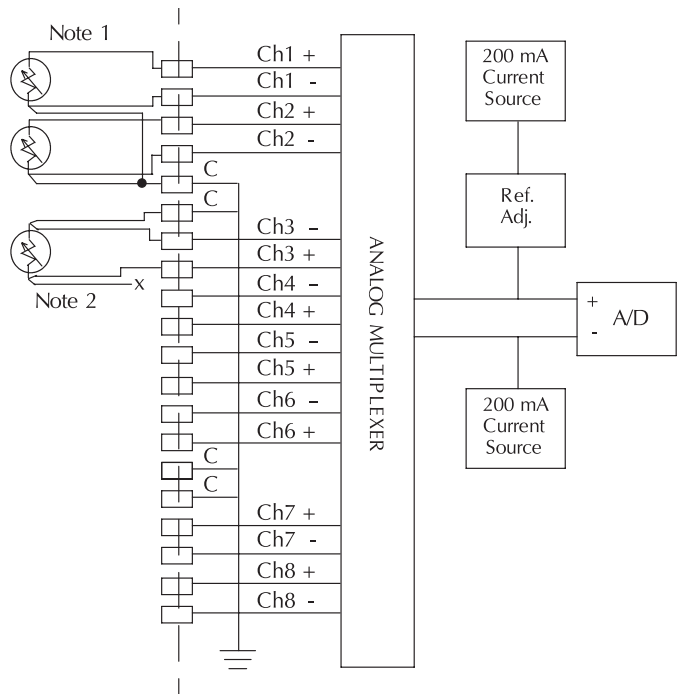 Note 1
Ch1 +
Ch1 -
Ch2 +
Ch2 -
C
C
Ch3 –
Ch3 +
Ch4 –
Ch4 +
Ch5 –
Ch5 +
Ch6 –
Ch6 +
C
C
Ch7 +
Ch7 -
Ch8 +
Ch8 -
x
Note 2
ANALOG MULTIPLEXER
200 mA
Current
Source
Ref.
Adj.
+
-
A/D
200 mA
Current
Source